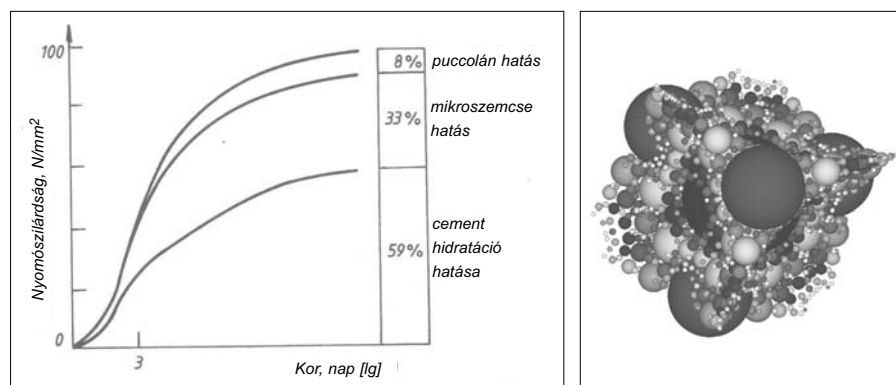 100
Nyomószilárdság, N/mm²
0
3
Kor, nap [lg]
8%
puccolán hatás
33%
mikroszemcse
hatás
59%
cement
hidratáció
hatása